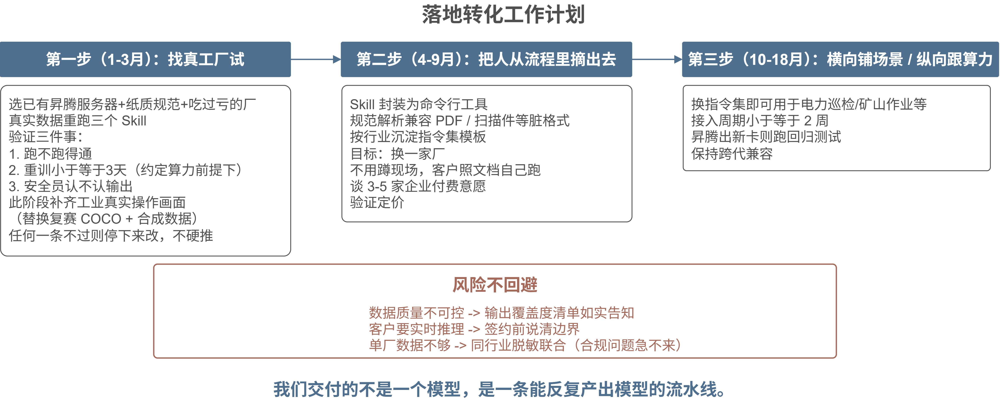 落地转化工作计划
第一步（1-3月）：找真工厂试
选已有昇腾服务器+纸质规范+吃过亏的厂
真实数据重跑三个 Skill
验证三件事：
1. 跑不跑得通
2. 重训小于等于3天（约定算力前提下）
3. 安全员认不认输出
此阶段补齐工业真实操作画面
（替换复赛 COCO + 合成数据）
任何一条不过则停下来改，不硬推
第二步（4-9月）：把人从流程里摘出去
Skill 封装为命令行工具
规范解析兼容 PDF / 扫描件等脏格式
按行业沉淀指令集模板
目标：换一家厂
不用蹲现场，客户照文档自己跑
谈 3-5 家企业付费意愿
验证定价
第三步（10-18月）：横向铺场景 / 纵向跟算力
换指令集即可用于电力巡检/矿山作业等
接入周期小于等于 2 周
昇腾出新卡则跑回归测试
保持跨代兼容
风险不回避
数据质量不可控 -> 输出覆盖度清单如实告知
客户要实时推理 -> 签约前说清边界
单厂数据不够 -> 同行业脱敏联合（合规问题急不来）
我们交付的不是一个模型，是一条能反复产出模型的流水线。